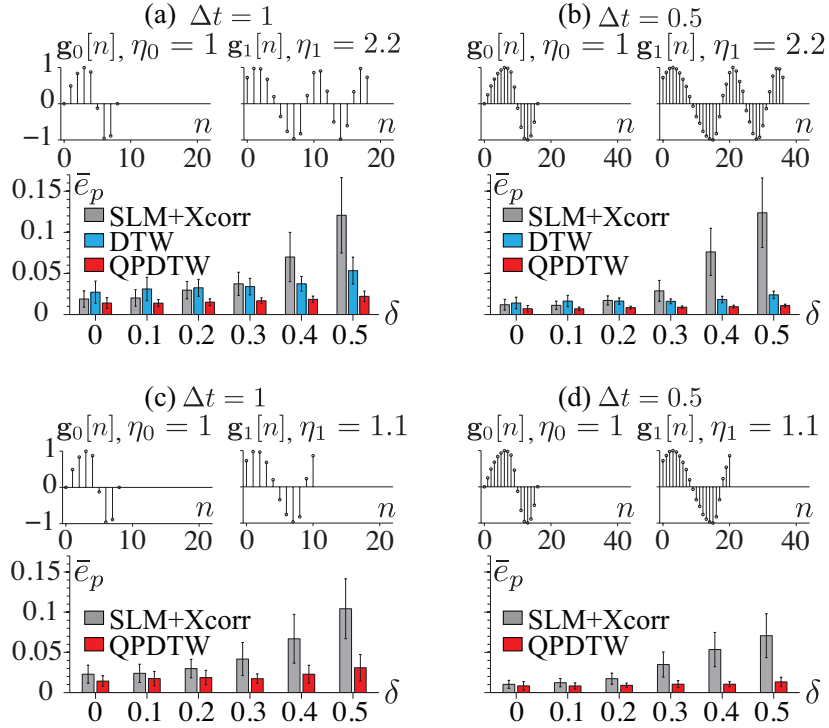 (a) Δt = 1
g₀[n], η₀ = 1 g₁[n], η₁ = 2.2
1
0
−1
n n
0 10 20 0 10 20
0.15
0.1
0.05
0
ē_p
SLM+Xcorr
DTW
QPDTW
0 0.1 0.2 0.3 0.4 0.5 δ
(b) Δt = 0.5
g₀[n], η₀ = 1 g₁[n], η₁ = 2.2
n n
0 20 40 0 20 40
ē_p
SLM+Xcorr
DTW
QPDTW
0 0.1 0.2 0.3 0.4 0.5 δ
(c) Δt = 1
g₀[n], η₀ = 1 g₁[n], η₁ = 1.1
1
0
−1
n n
0 10 20 0 10 20
0.15
0.1
0.05
0
ē_p
SLM+Xcorr
QPDTW
0 0.1 0.2 0.3 0.4 0.5 δ
(d) Δt = 0.5
g₀[n], η₀ = 1 g₁[n], η₁ = 1.1
n n
0 20 40 0 20 40
ē_p
SLM+Xcorr
QPDTW
0 0.1 0.2 0.3 0.4 0.5 δ